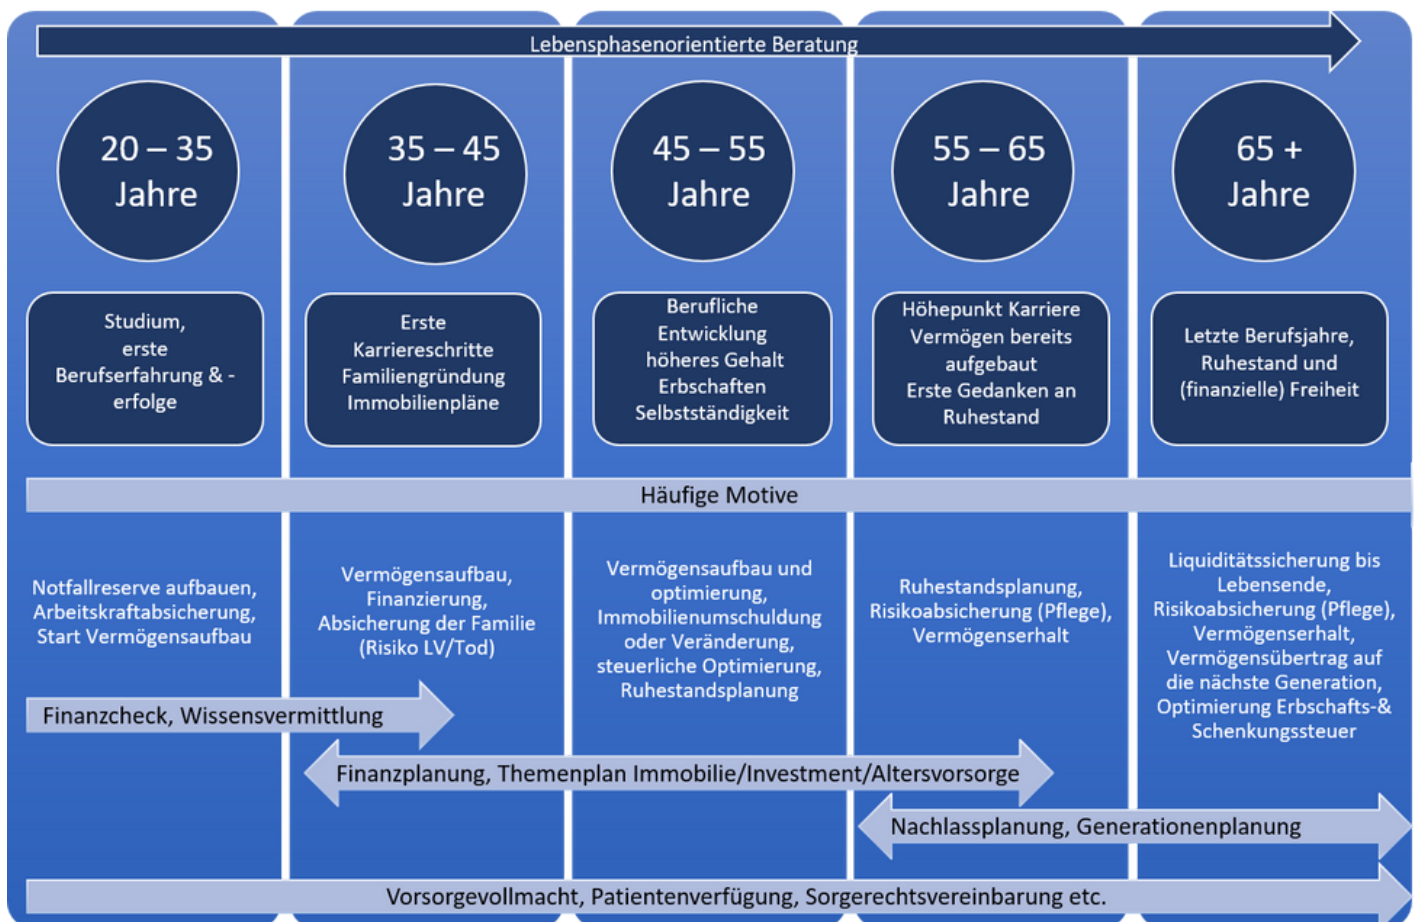 Lebensphasenorientierte Beratung
20 – 35
Jahre
35 – 45
Jahre
45 – 55
Jahre
55 – 65
Jahre
65 +
Jahre
Studium,
erste
Berufserfahrung & -
erfolge
Erste
Karriereschritte
Familiengründung
Immobilienpläne
Berufliche
Entwicklung
höheres Gehalt
Erbschaften
Selbstständigkeit
Höhepunkt Karriere
Vermögen bereits
aufgebaut
Erste Gedanken an
Ruhestand
Letzte Berufsjahre,
Ruhestand und
(finanzielle) Freiheit
Häufige Motive
Notfallreserve aufbauen,
Arbeitskraftabsicherung,
Start Vermögensaufbau
Vermögensaufbau,
Finanzierung,
Absicherung der Familie
(Risiko LV/Tod)
Vermögensaufbau und
optimierung,
Immobilienumschuldung
oder Veränderung,
steuerliche Optimierung,
Ruhestandsplanung
Ruhestandsplanung,
Risikoabsicherung (Pflege),
Vermögenserhalt
Liquiditätssicherung bis
Lebensende,
Risikoabsicherung (Pflege),
Vermögenserhalt,
Vermögensübertrag auf
die nächste Generation,
Optimierung Erbschafts-&
Schenkungssteuer
Finanzcheck, Wissensvermittlung
Finanzplanung, Themenplan Immobilie/Investment/Altersvorsorge
Nachlassplanung, Generationenplanung
Vorsorgevollmacht, Patientenverfügung, Sorgerechtsvereinbarung etc.